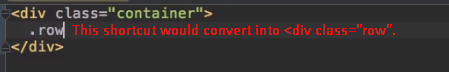 <div class="container">
.row This shortcut would convert into <div class="row".
</div>